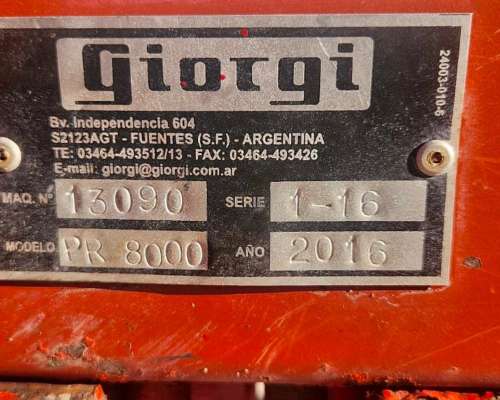 Giorgi
Bv. Independencia 604
S2123AGT - FUENTES (S.F.) - ARGENTINA
TE: 03464-493512/13 - FAX: 03464-493426
E-mail: giorgi@giorgi.com.ar
MAQ. Nº 13090 SERIE 1-16
MODELO PR 8000 AÑO 2016
24003-010-6